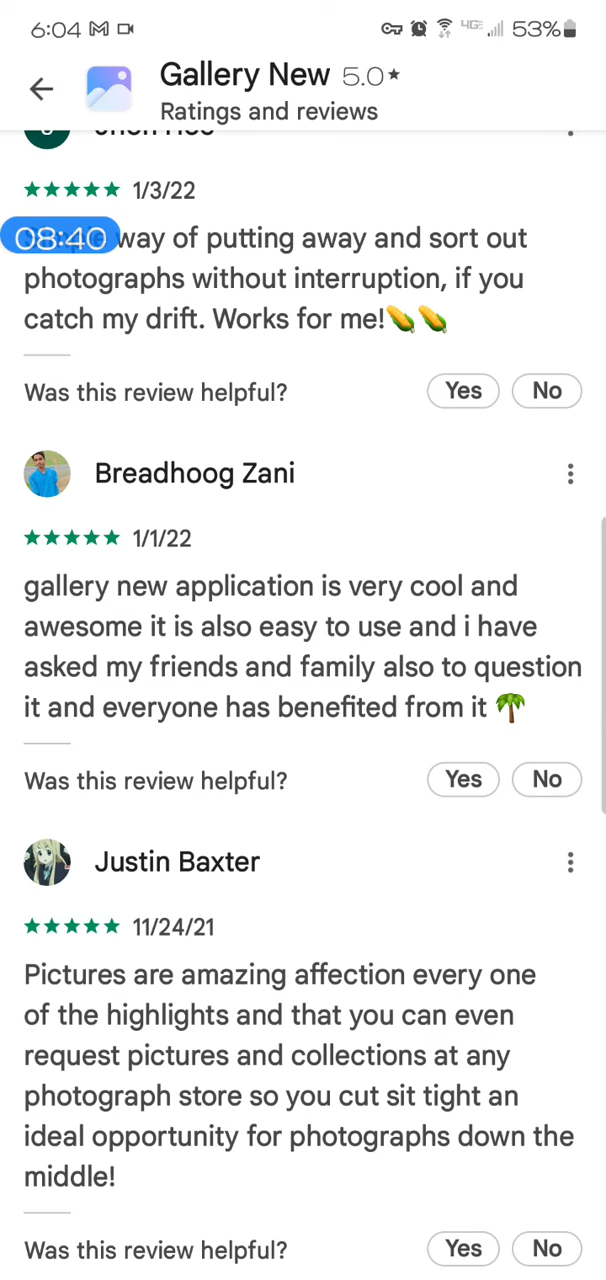 6:04
4GE
53%
Gallery New 5.0★
Ratings and reviews
★★★★★ 1/3/22
08:40 way of putting away and sort out
photographs without interruption, if you
catch my drift. Works for me!🌽🌽
Was this review helpful? Yes No
Breadhoog Zani
★★★★★ 1/1/22
gallery new application is very cool and
awesome it is also easy to use and i have
asked my friends and family also to question
it and everyone has benefited from it 🌴
Was this review helpful? Yes No
Justin Baxter
★★★★★ 11/24/21
Pictures are amazing affection every one
of the highlights and that you can even
request pictures and collections at any
photograph store so you cut sit tight an
ideal opportunity for photographs down the
middle!
Was this review helpful? Yes No